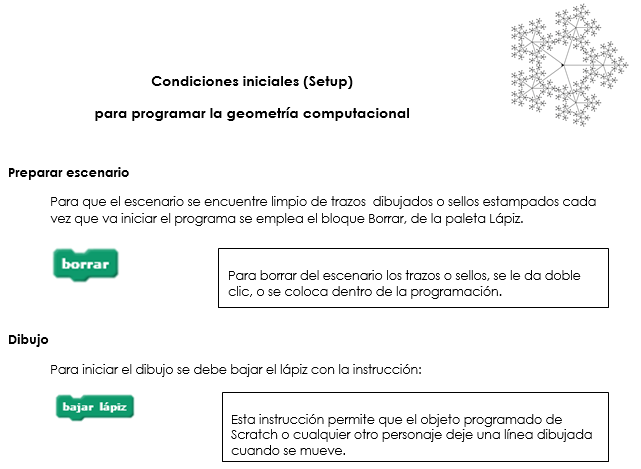 Condiciones iniciales (Setup)
para programar la geometría computacional
Preparar escenario
Para que el escenario se encuentre limpio de trazos dibujados o sellos estampados cada
vez que va iniciar el programa se emplea el bloque Borrar, de la paleta Lápiz.
borrar
Para borrar del escenario los trazos o sellos, se le da doble
clic, o se coloca dentro de la programación.
Dibujo
Para iniciar el dibujo se debe bajar el lápiz con la instrucción:
bajar lápiz
Esta instrucción permite que el objeto programado de
Scratch o cualquier otro personaje deje una línea dibujada
cuando se mueve.